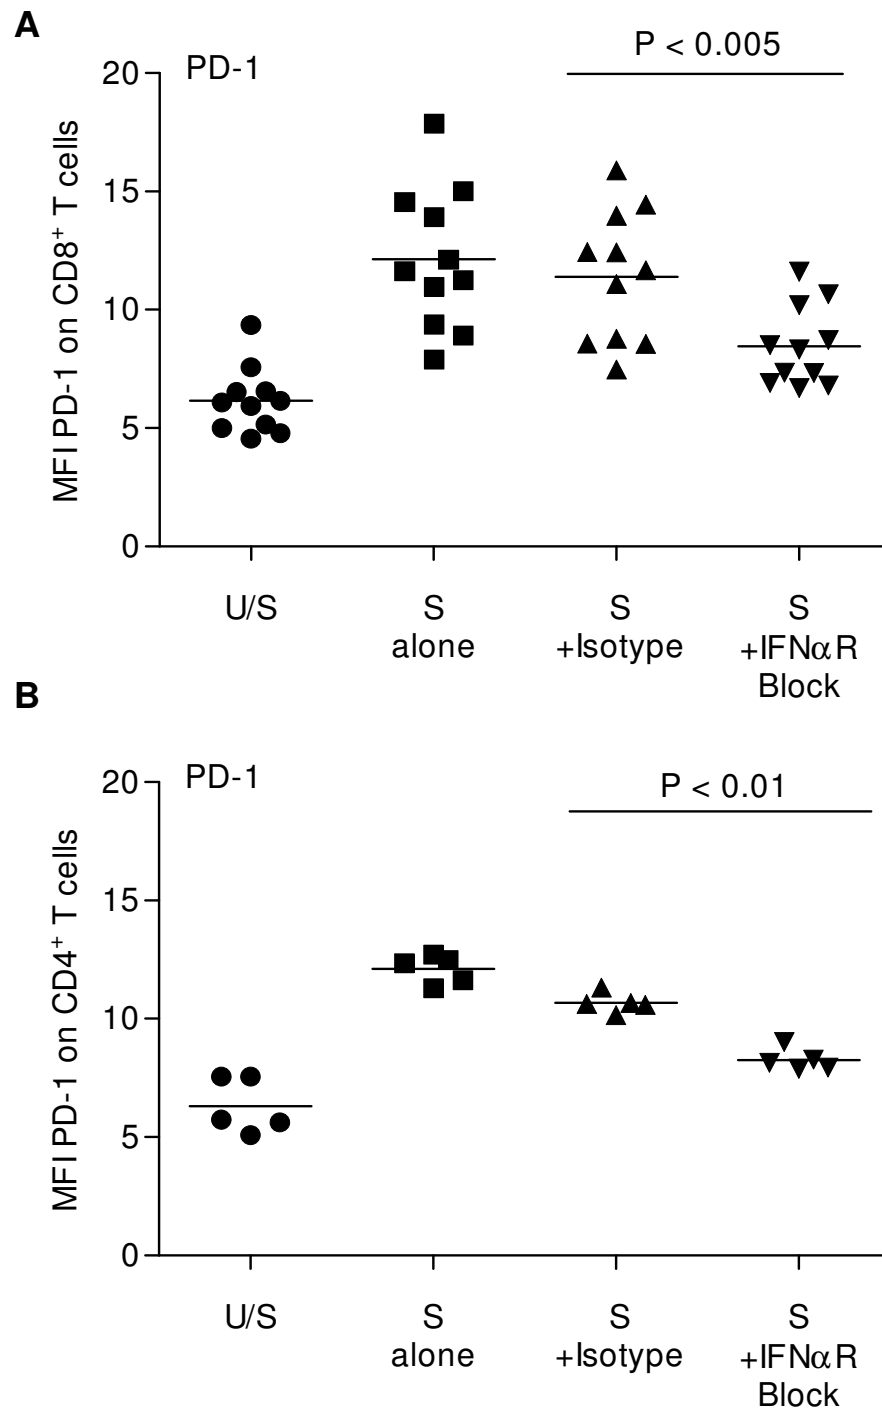 A
PD-1
P < 0.005
MFI PD-1 on CD8⁺ T cells
20
15
10
5
0
U/S
S
alone
S
+Isotype
S
+IFNαR
Block
B
PD-1
P < 0.01
MFI PD-1 on CD4⁺ T cells
20
15
10
5
0
U/S
S
alone
S
+Isotype
S
+IFNαR
Block